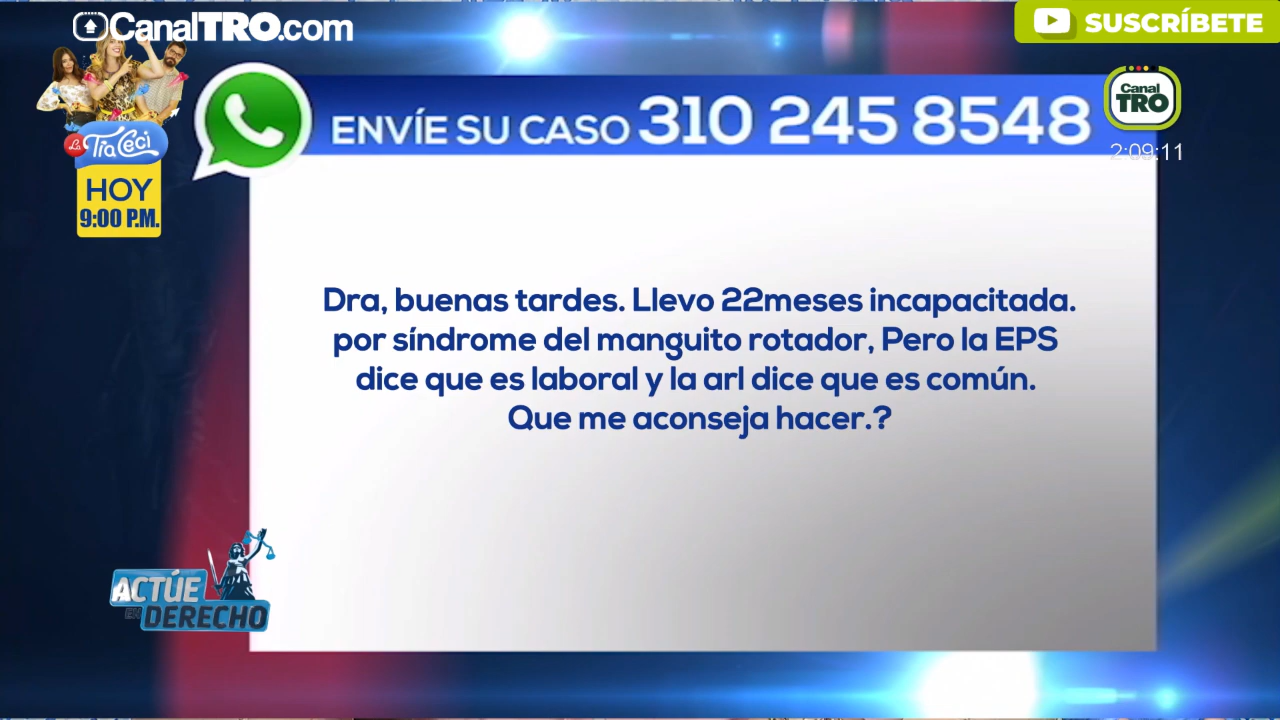 CanalTRO.com
SUSCRÍBETE
La Tía Ceci
HOY
9:00 P.M.
ENVÍE SU CASO 310 245 8548
Canal
TRO
2:09:11
Dra, buenas tardes. Llevo 22meses incapacitada.
por síndrome del manguito rotador, Pero la EPS
dice que es laboral y la arl dice que es común.
Que me aconseja hacer.?
ACTÚE
EN DERECHO